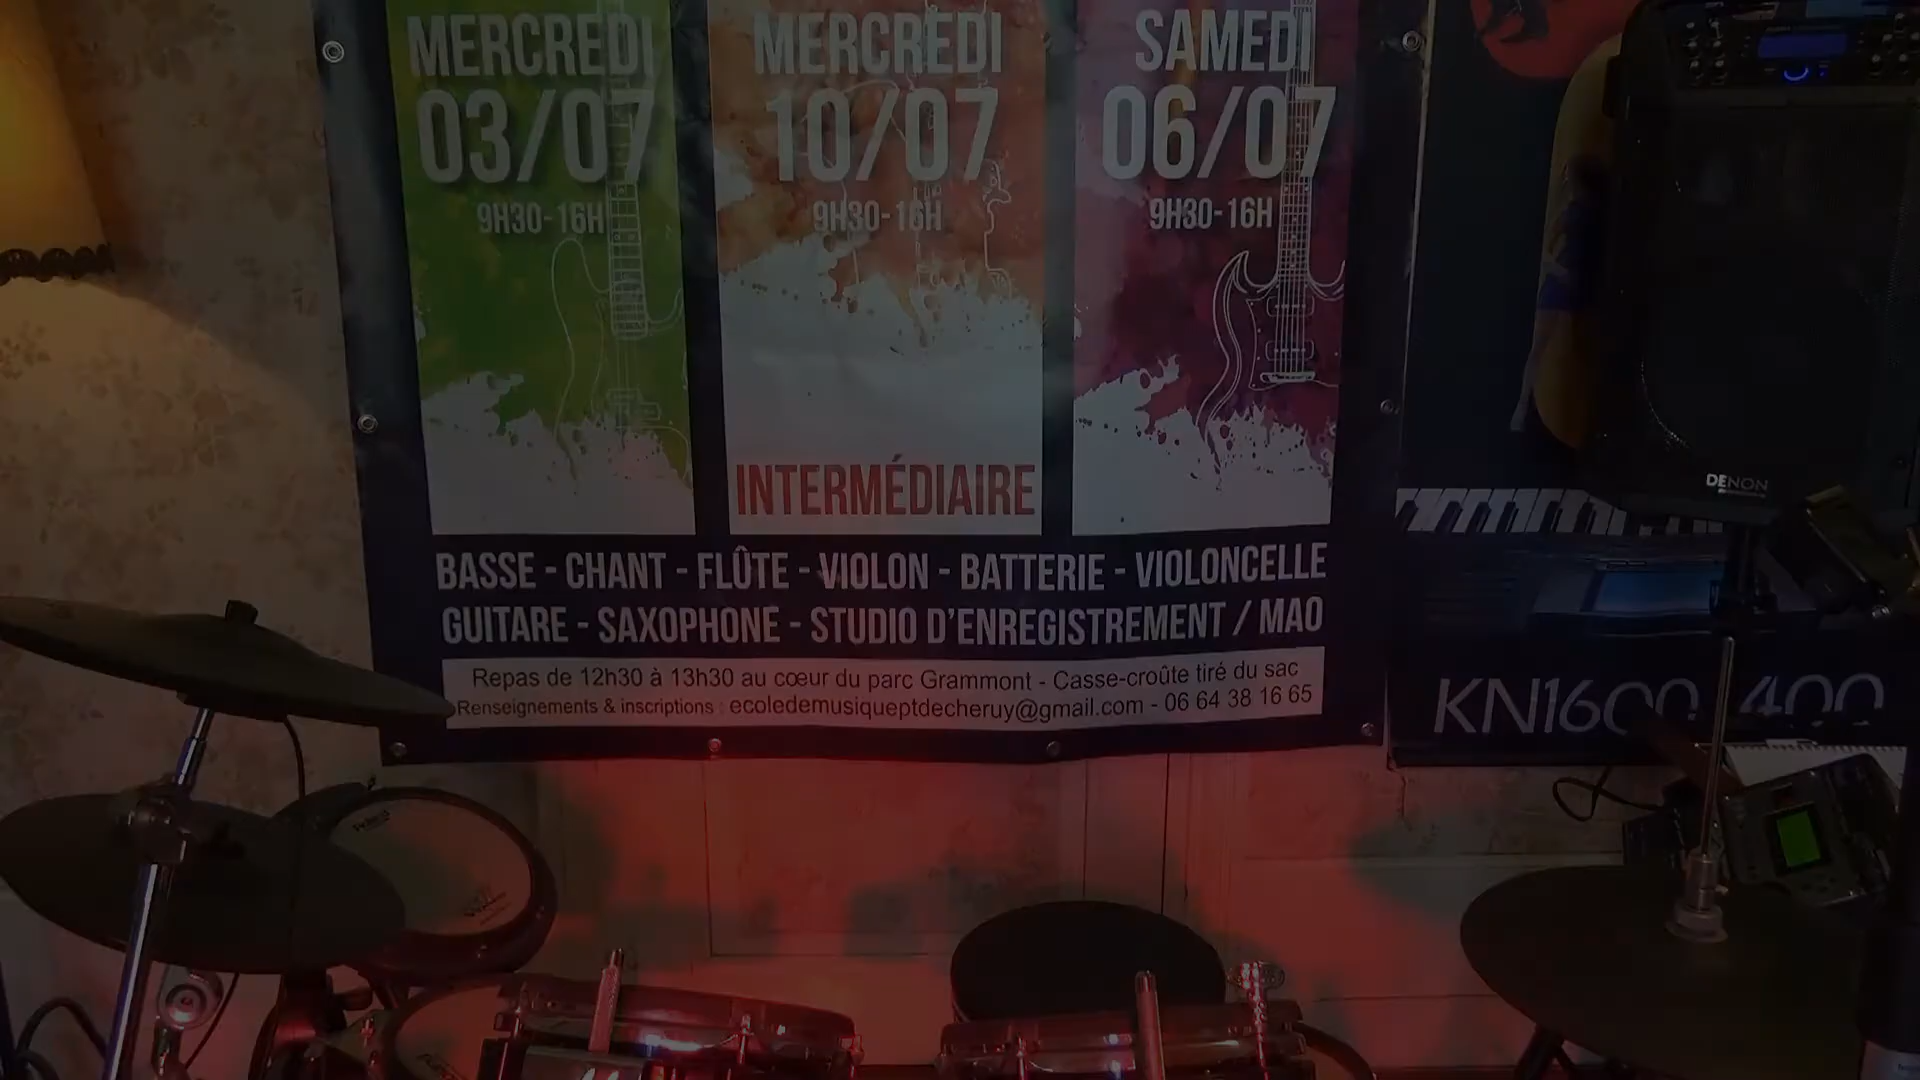 MERCREDI
03/07
9H30-16H
MERCREDI
10/07
9H30-16H
INTERMÉDIAIRE
SAMEDI
06/07
9H30-16H
BASSE - CHANT - FLÛTE - VIOLON - BATTERIE - VIOLONCELLE
GUITARE - SAXOPHONE - STUDIO D'ENREGISTREMENT / MAO
Repas de 12h30 à 13h30 au cœur du parc Grammont - Casse-croûte tiré du sac
Renseignements & inscriptions : ecoledemusiqueptdecheruy@gmail.com - 06 64 38 16 65
DENON
KN1600 1400